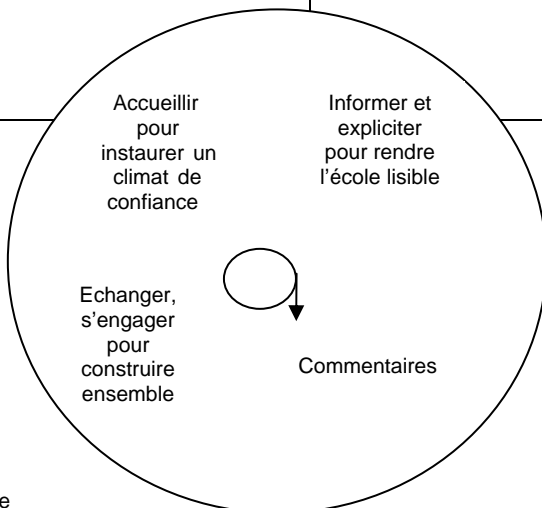 Accueillir
pour
instaurer un
climat de
confiance
Informer et
expliciter
pour rendre
l’école lisible
Echanger,
s’engager
pour
construire
ensemble
Commentaires
e